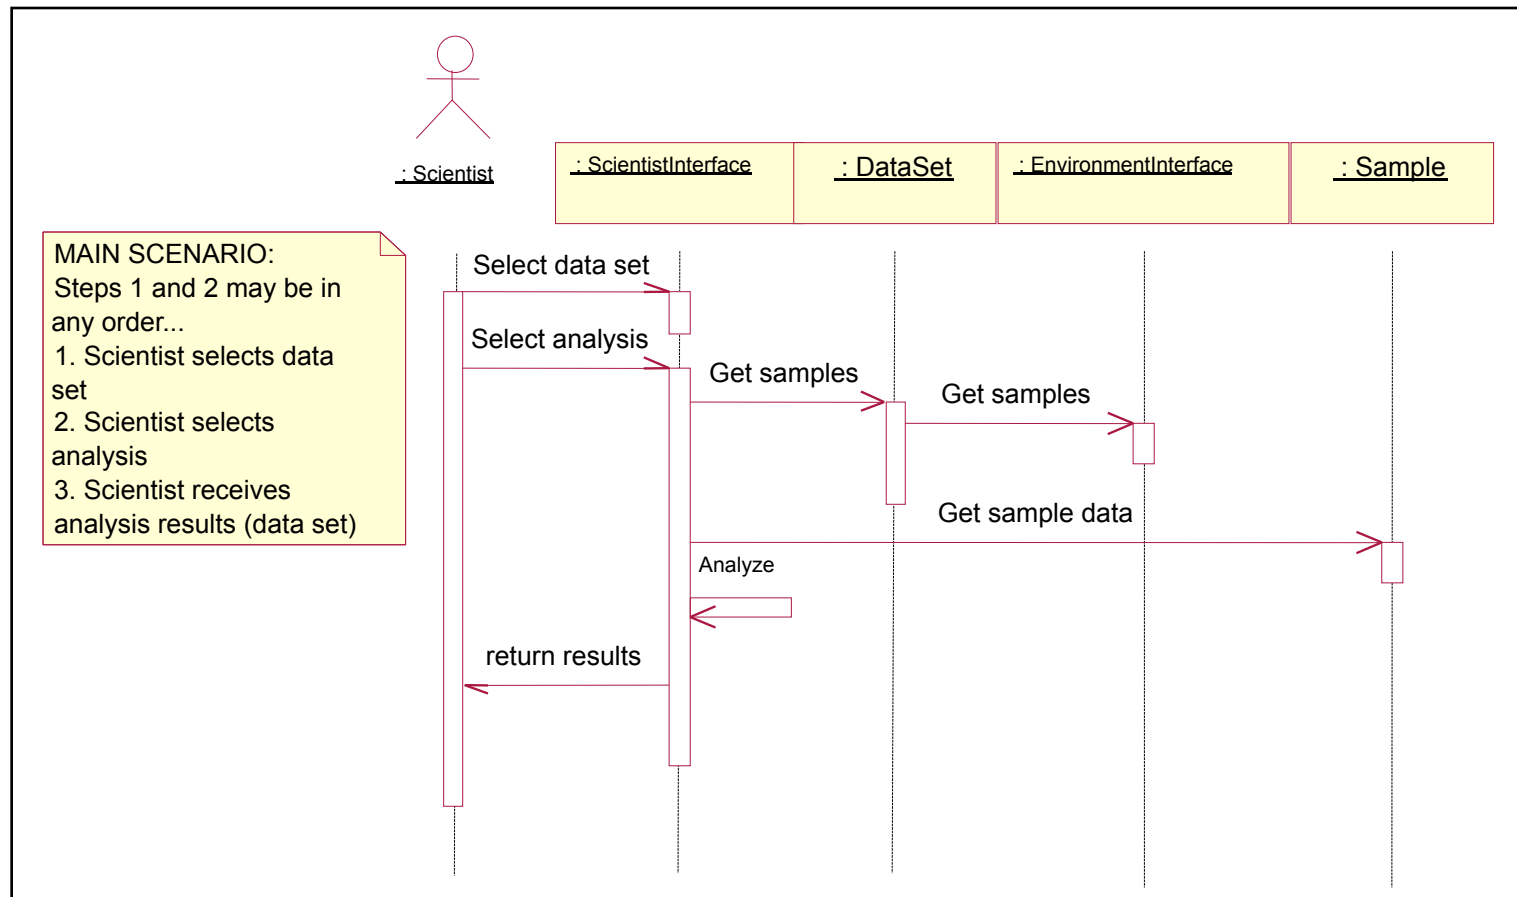 : Scientist
: ScientistInterface
: DataSet
: EnvironmentInterface
: Sample
MAIN SCENARIO:
Steps 1 and 2 may be in
any order...
1. Scientist selects data
set
2. Scientist selects
analysis
3. Scientist receives
analysis results (data set)
Select data set
Select analysis
Get samples
Get samples
Get sample data
Analyze
return results